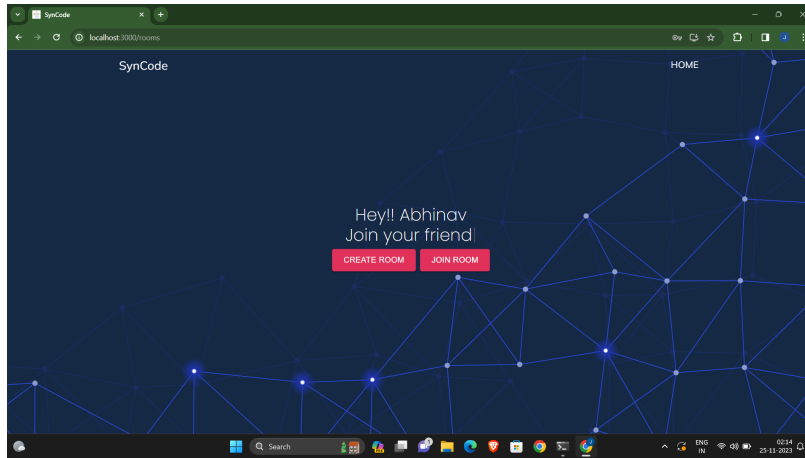 SynCode
localhost:3000/rooms
SynCode
HOME
Hey!! Abhinav
Join your friend
CREATE ROOM
JOIN ROOM
Search
ENG
IN
02:14
25-11-2023